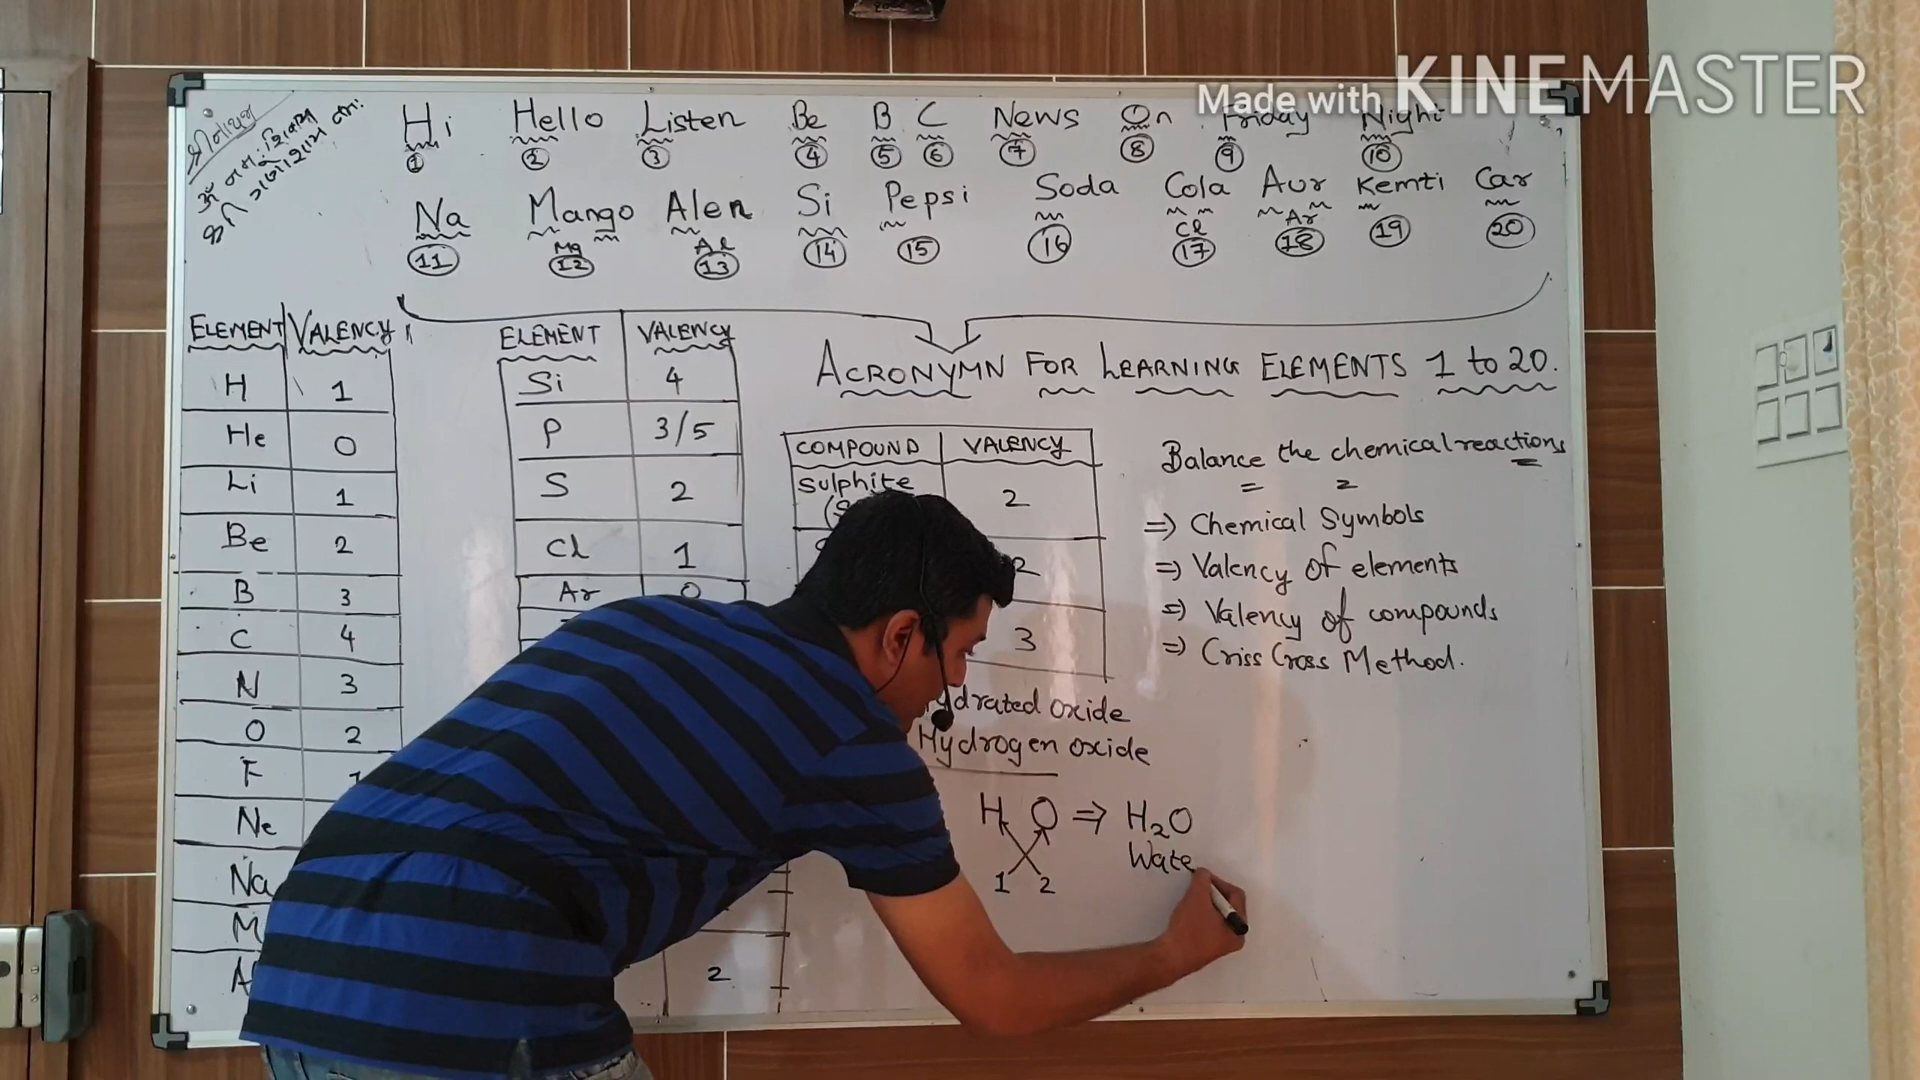 Made with KINEMASTER
Hi Hello Listen Be B C News On Friday Night
1 2 3 4 5 6 7 8 9 10
Na Mango Alen Si Pepsi Soda Cola Aur Kemti Car
Mg Al Cl Ar
11 12 13 14 15 16 17 18 19 20
ELEMENT VALENCY
H 1
He 0
Li 1
Be 2
B 3
C 4
N 3
O 2
F 1
Ne
Na
M
A
ELEMENT VALENCY
Si 4
P 3/5
S 2
Cl 1
Ar 0
2
ACRONYMN FOR LEARNING ELEMENTS 1 to 20.
COMPOUND VALENCY
Sulphite 2
(S
2
3
Balance the chemical reactions
=) Chemical Symbols
=) Valency of elements
=) Valency of compounds
=) Criss Cross Method.
ydrated oxide
Hydrogen oxide
H O ⇒ H₂O
Wate
1 2